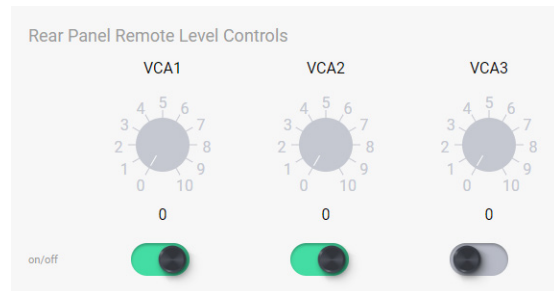 Rear Panel Remote Level Controls
VCA1 VCA2 VCA3
5 5 5
4 6 4 6 4 6
3 7 3 7 3 7
2 8 2 8 2 8
1 9 1 9 1 9
0 10 0 10 0 10
0 0 0
on/off